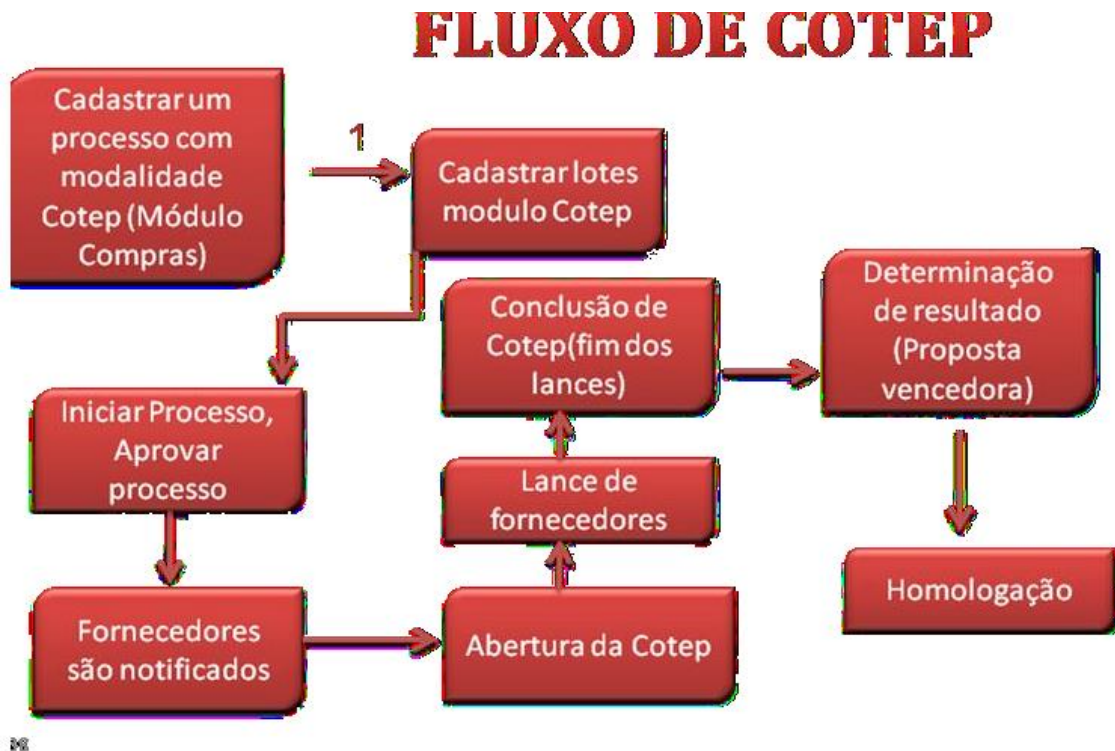 FLUXO DE COTEP
Cadastrar um
processo com
modalidade
Cotep (Módulo
Compras)
1
Cadastrar lotes
modulo Cotep
Iniciar Processo,
Aprovar
processo
Fornecedores
são notificados
Abertura da Cotep
Lance de
fornecedores
Conclusão de
Cotep(fim dos
lances)
Determinação
de resultado
(Proposta
vencedora)
Homologação